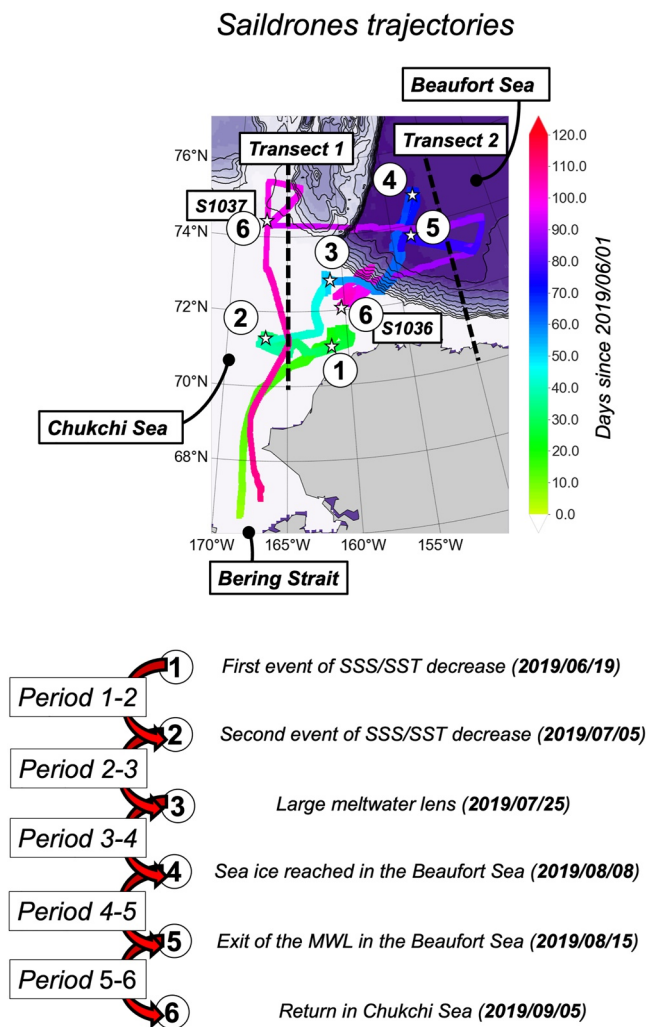 Saildrones trajectories
Beaufort Sea
Transect 1
Transect 2
76°N
74°N
72°N
70°N
68°N
170°W
165°W
160°W
155°W
S1037
6
4
5
3
2
6
S1036
1
Chukchi Sea
Bering Strait
120.0
110.0
100.0
90.0
80.0
70.0
60.0
50.0
40.0
30.0
20.0
10.0
0.0
Days since 2019/06/01
1 First event of SSS/SST decrease (2019/06/19)
Period 1-2
2 Second event of SSS/SST decrease (2019/07/05)
Period 2-3
3 Large meltwater lens (2019/07/25)
Period 3-4
4 Sea ice reached in the Beaufort Sea (2019/08/08)
Period 4-5
5 Exit of the MWL in the Beaufort Sea (2019/08/15)
Period 5-6
6 Return in Chukchi Sea (2019/09/05)